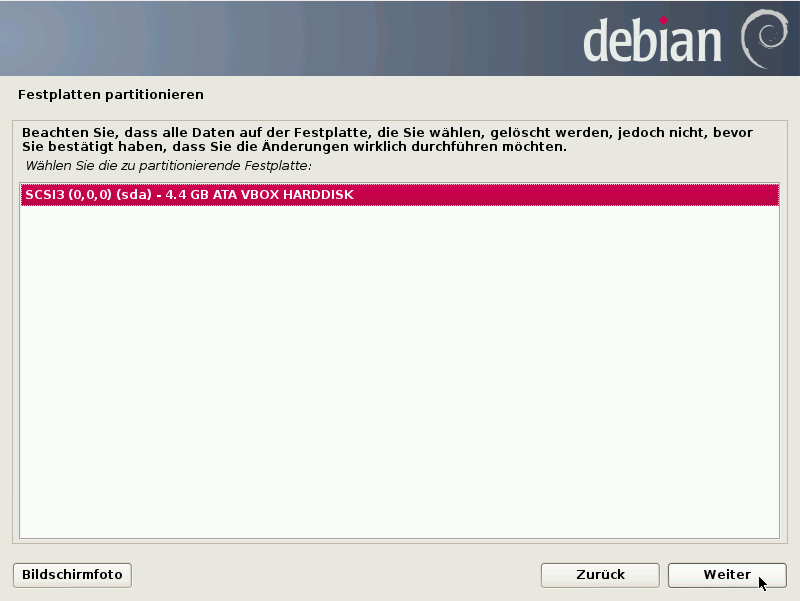 debian
Festplatten partitionieren
Beachten Sie, dass alle Daten auf der Festplatte, die Sie wählen, gelöscht werden, jedoch nicht, bevor
Sie bestätigt haben, dass Sie die Änderungen wirklich durchführen möchten.
Wählen Sie die zu partitionierende Festplatte:
SCSI3 (0,0,0) (sda) - 4.4 GB ATA VBOX HARDDISK
Bildschirmfoto
Zurück
Weiter